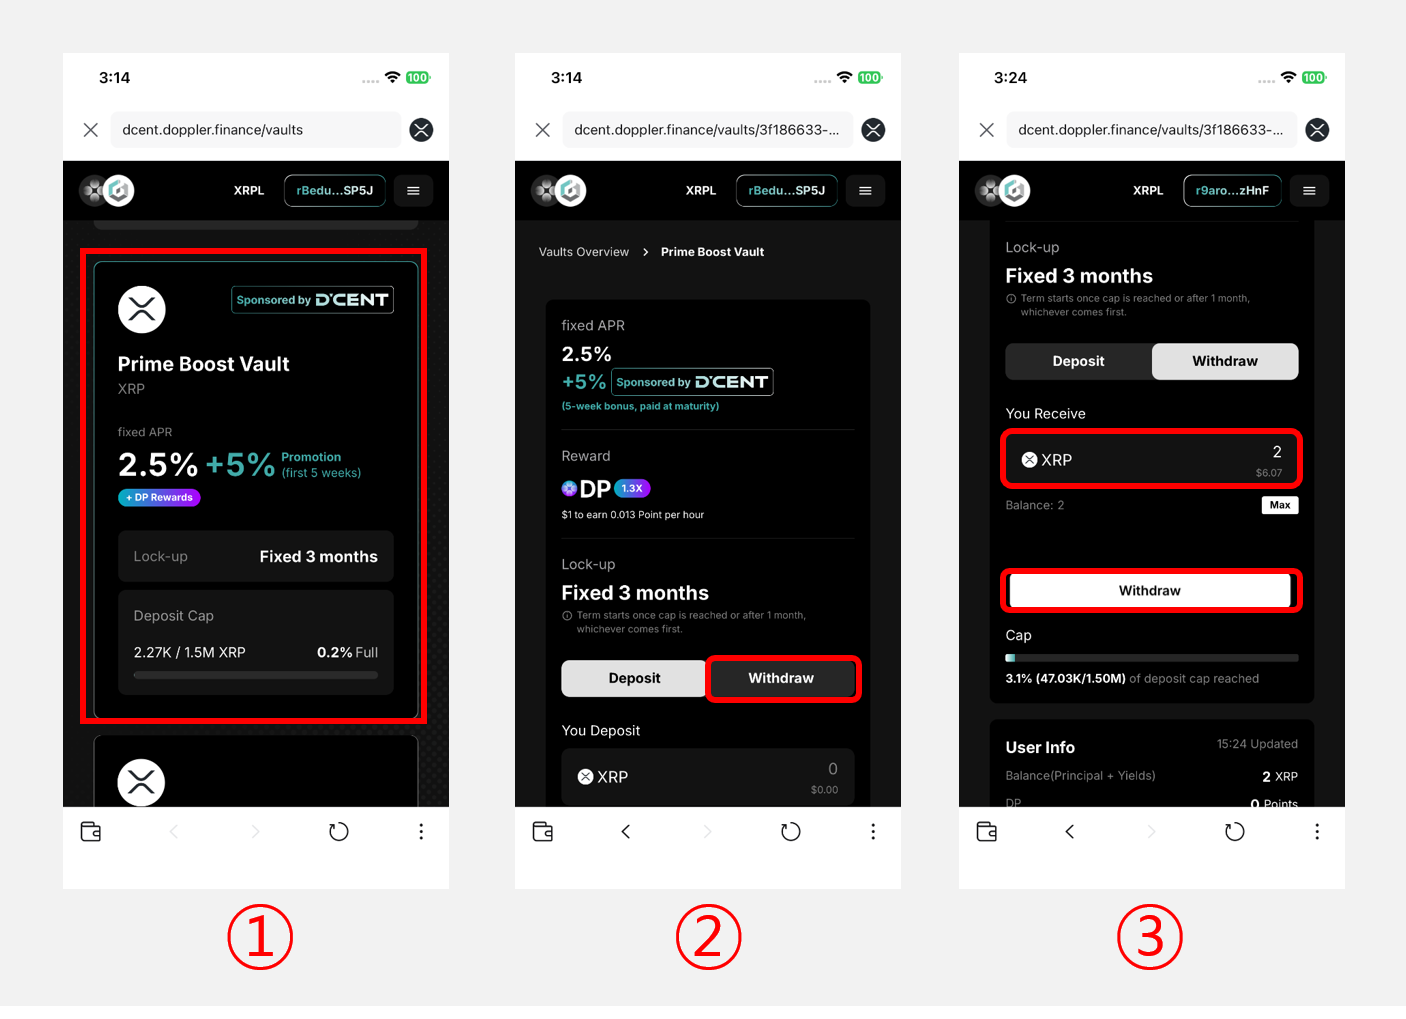 3:14
100
dcent.doppler.finance/vaults
XRPL
rBedu...SP5J
Sponsored by D'CENT
Prime Boost Vault
XRP
fixed APR
2.5% +5% Promotion
(first 5 weeks)
+ DP Rewards
Lock-up Fixed 3 months
Deposit Cap
2.27K / 1.5M XRP 0.2% Full
①
3:14
100
dcent.doppler.finance/vaults/3f186633-...
XRPL
rBedu...SP5J
Vaults Overview > Prime Boost Vault
fixed APR
2.5%
+5% Sponsored by D'CENT
(5-week bonus, paid at maturity)
Reward
DP 1.3X
$1 to earn 0.013 Point per hour
Lock-up
Fixed 3 months
Term starts once cap is reached or after 1 month,
whichever comes first.
Deposit Withdraw
You Deposit
XRP 0
$0.00
②
3:24
100
dcent.doppler.finance/vaults/3f186633-...
XRPL
r9aro...zHnF
Lock-up
Fixed 3 months
Term starts once cap is reached or after 1 month,
whichever comes first.
Deposit Withdraw
You Receive
XRP 2
$6.07
Balance: 2 Max
Withdraw
Cap
3.1% (47.03K/1.50M) of deposit cap reached
User Info 15:24 Updated
Balance(Principal + Yields) 2 XRP
DP 0 Points
③